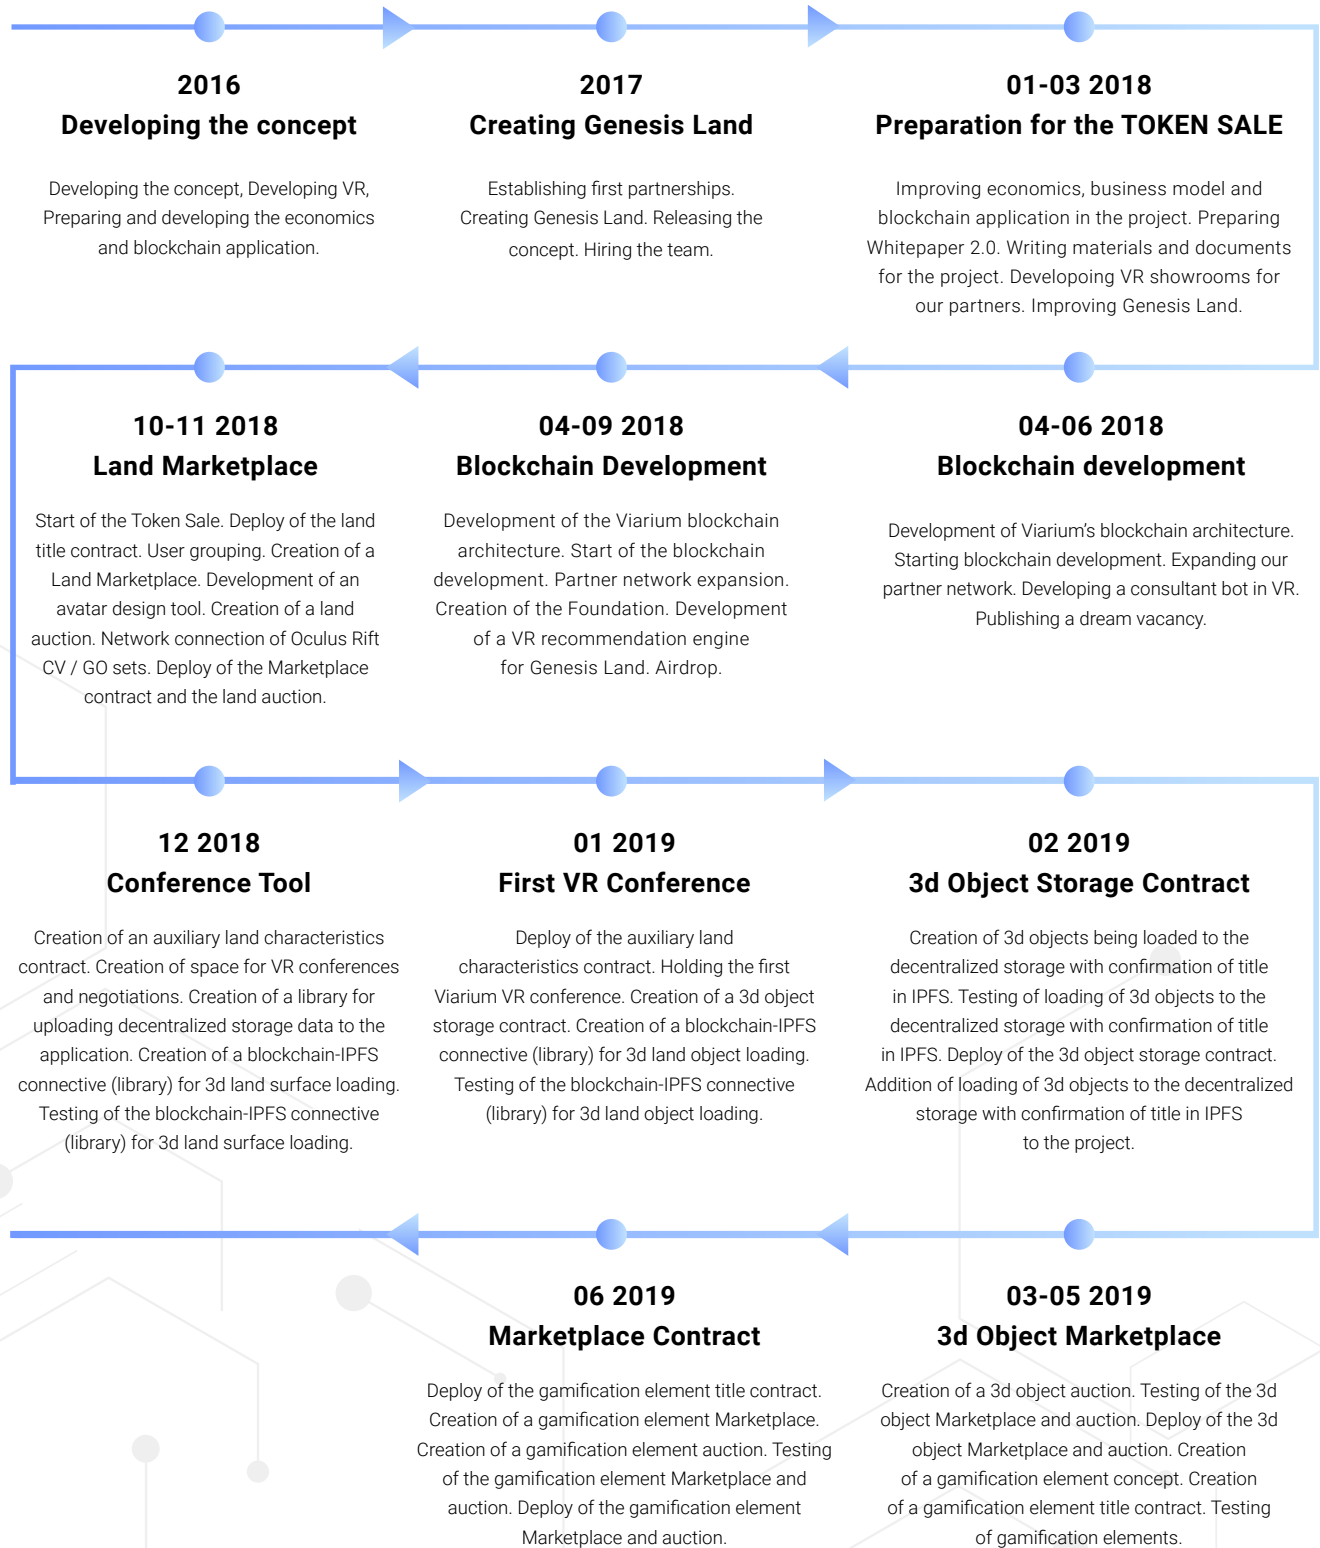 2016
Developing the concept
Developing the concept, Developing VR,
Preparing and developing the economics
and blockchain application.
2017
Creating Genesis Land
Establishing first partnerships.
Creating Genesis Land. Releasing the
concept. Hiring the team.
01-03 2018
Preparation for the TOKEN SALE
Improving economics, business model and
blockchain application in the project. Preparing
Whitepaper 2.0. Writing materials and documents
for the project. Developoing VR showrooms for
our partners. Improving Genesis Land.
04-06 2018
Blockchain development
Development of Viarium’s blockchain architecture.
Starting blockchain development. Expanding our
partner network. Developing a consultant bot in VR.
Publishing a dream vacancy.
04-09 2018
Blockchain Development
Development of the Viarium blockchain
architecture. Start of the blockchain
development. Partner network expansion.
Creation of the Foundation. Development
of a VR recommendation engine
for Genesis Land. Airdrop.
10-11 2018
Land Marketplace
Start of the Token Sale. Deploy of the land
title contract. User grouping. Creation of a
Land Marketplace. Development of an
avatar design tool. Creation of a land
auction. Network connection of Oculus Rift
CV / GO sets. Deploy of the Marketplace
contract and the land auction.
12 2018
Conference Tool
Creation of an auxiliary land characteristics
contract. Creation of space for VR conferences
and negotiations. Creation of a library for
uploading decentralized storage data to the
application. Creation of a blockchain-IPFS
connective (library) for 3d land surface loading.
Testing of the blockchain-IPFS connective
(library) for 3d land surface loading.
01 2019
First VR Conference
Deploy of the auxiliary land
characteristics contract. Holding the first
Viarium VR conference. Creation of a 3d object
storage contract. Creation of a blockchain-IPFS
connective (library) for 3d land object loading.
Testing of the blockchain-IPFS connective
(library) for 3d land object loading.
02 2019
3d Object Storage Contract
Creation of 3d objects being loaded to the
decentralized storage with confirmation of title
in IPFS. Testing of loading of 3d objects to the
decentralized storage with confirmation of title
in IPFS. Deploy of the 3d object storage contract.
Addition of loading of 3d objects to the decentralized
storage with confirmation of title in IPFS
to the project.
03-05 2019
3d Object Marketplace
Creation of a 3d object auction. Testing of the 3d
object Marketplace and auction. Deploy of the 3d
object Marketplace and auction. Creation
of a gamification element concept. Creation
of a gamification element title contract. Testing
of gamification elements.
06 2019
Marketplace Contract
Deploy of the gamification element title contract.
Creation of a gamification element Marketplace.
Creation of a gamification element auction. Testing
of the gamification element Marketplace and
auction. Deploy of the gamification element
Marketplace and auction.